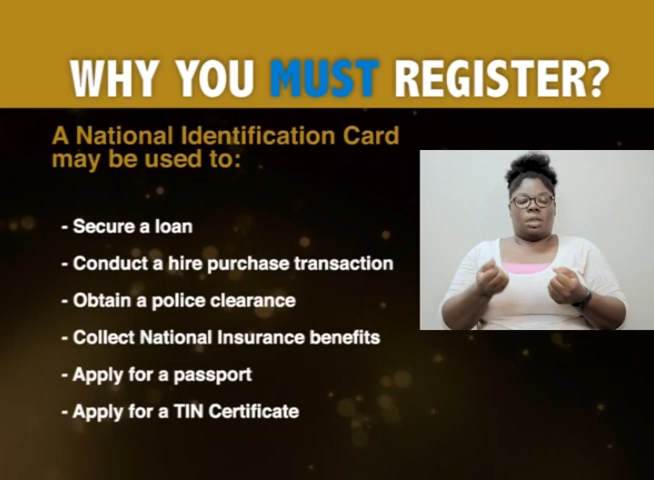 WHY YOU MUST REGISTER?
A National Identification Card
may be used to:
- Secure a loan
- Conduct a hire purchase transaction
- Obtain a police clearance
- Collect National Insurance benefits
- Apply for a passport
- Apply for a TIN Certificate